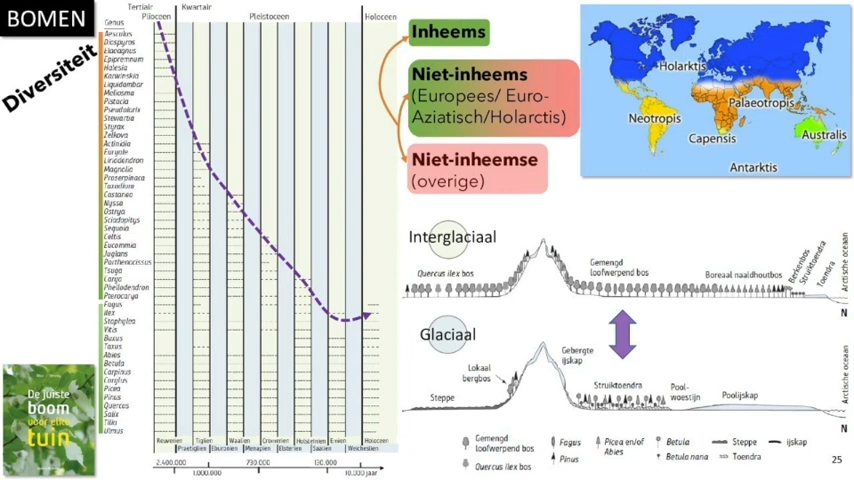 BOMEN
Diversiteit
Tertiair
Kwartair
Plioceen
Pleistoceen
Holoceen
Genus
Aesculus
Diospyros
Elaeagnus
Epipremnum
Halesia
Karwinskia
Liquidambar
Meliosma
Pistacia
Pseudolarix
Stewartia
Styrax
Zelkova
Actinidia
Euryale
Liriodendron
Magnolia
Proserpinaca
Taxodium
Castanea
Nyssa
Ostrya
Sciadopitys
Sequoia
Celtis
Eucommia
Juglans
Parthenocissus
Tsuga
Carya
Phellodendron
Pterocarya
Fagus
Ilex
Staphylea
Vitis
Buxus
Taxus
Abies
Betula
Carpinus
Corylus
Picea
Pinus
Quercus
Salix
Tilia
Ulmus
Reuverien
Tiglien
Waalien
Cromerien
Holsteinien
Eemien
Holoceen
Praetiglien
Eburonien
Menapien
Elsterien
Saalien
Weichselien
2.400.000
1.000.000
790.000
130.000
10.000 jaar
Inheems
Niet-inheems
(Europees/ Euro-
Aziatisch/Holarctis)
Niet-inheemse
(overige)
Holarktis
Neotropis
Palaeotropis
Capensis
Australis
Antarktis
Interglaciaal
Quercus ilex bos
Gemengd
loofwerpend bos
Boreaal naaldhoutbos
Berkenbos
Struiktoendra
Toendra
Arctische oceaan
N
Glaciaal
Lokaal
bergbos
Gebergte
ijskap
Steppe
Struiktoendra
Pool-
woestijn
Poolijskap
Arctische oceaan
N
Gemengd
loofwerpend bos
Quercus ilex bos
Fagus
Pinus
Picea en/of
Abies
Betula
Betula nana
Steppe
Toendra
ijskap
De juiste
boom
voor elke
tuin
25